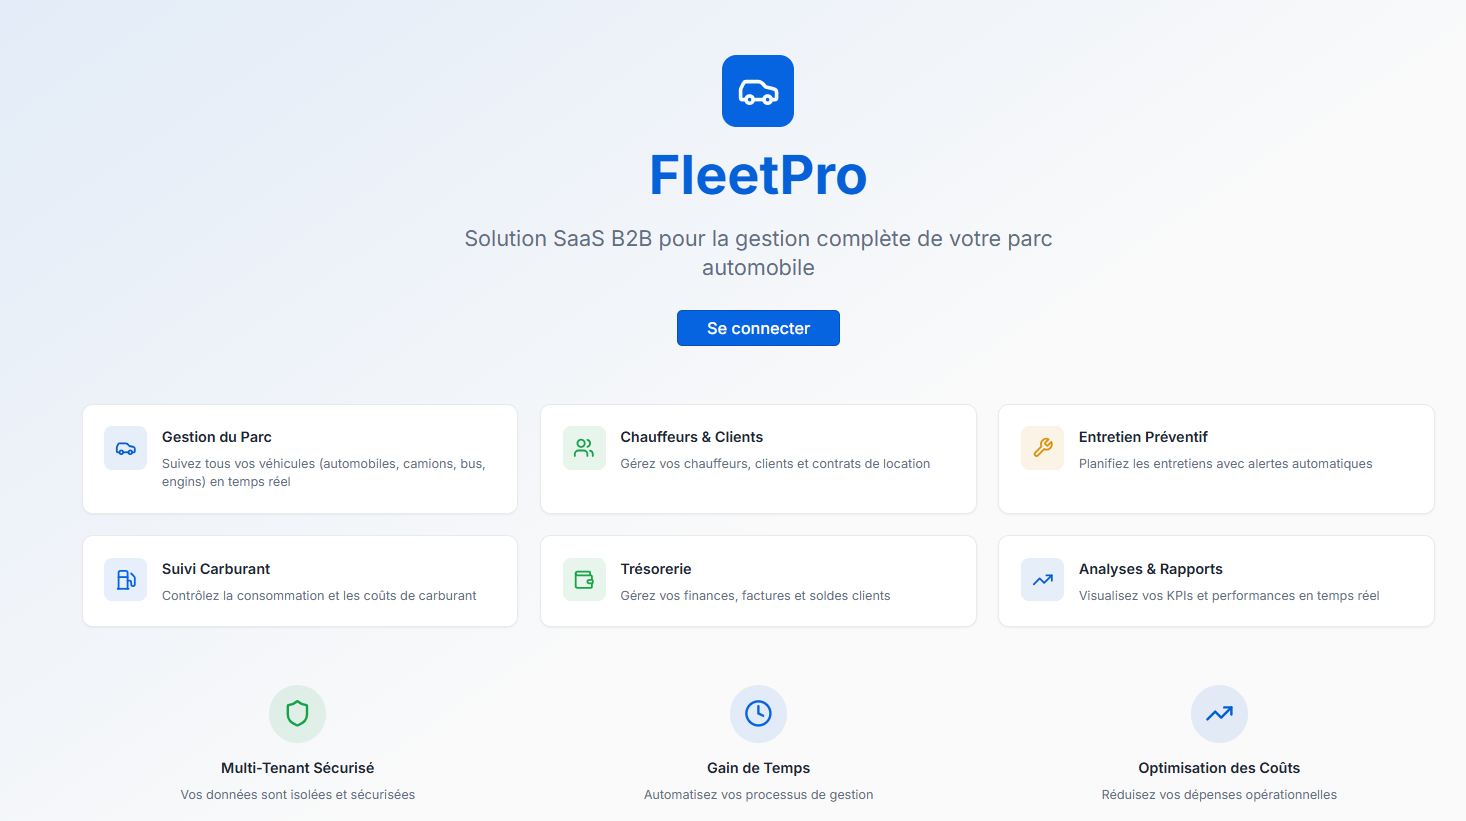 FleetPro
Solution SaaS B2B pour la gestion complète de votre parc
automobile
Se connecter
Gestion du Parc
Suivez tous vos véhicules (automobiles, camions, bus,
engins) en temps réel
Chauffeurs & Clients
Gérez vos chauffeurs, clients et contrats de location
Entretien Préventif
Planifiez les entretiens avec alertes automatiques
Suivi Carburant
Contrôlez la consommation et les coûts de carburant
Trésorerie
Gérez vos finances, factures et soldes clients
Analyses & Rapports
Visualisez vos KPIs et performances en temps réel
Multi-Tenant Sécurisé
Vos données sont isolées et sécurisées
Gain de Temps
Automatisez vos processus de gestion
Optimisation des Coûts
Réduisez vos dépenses opérationnelles